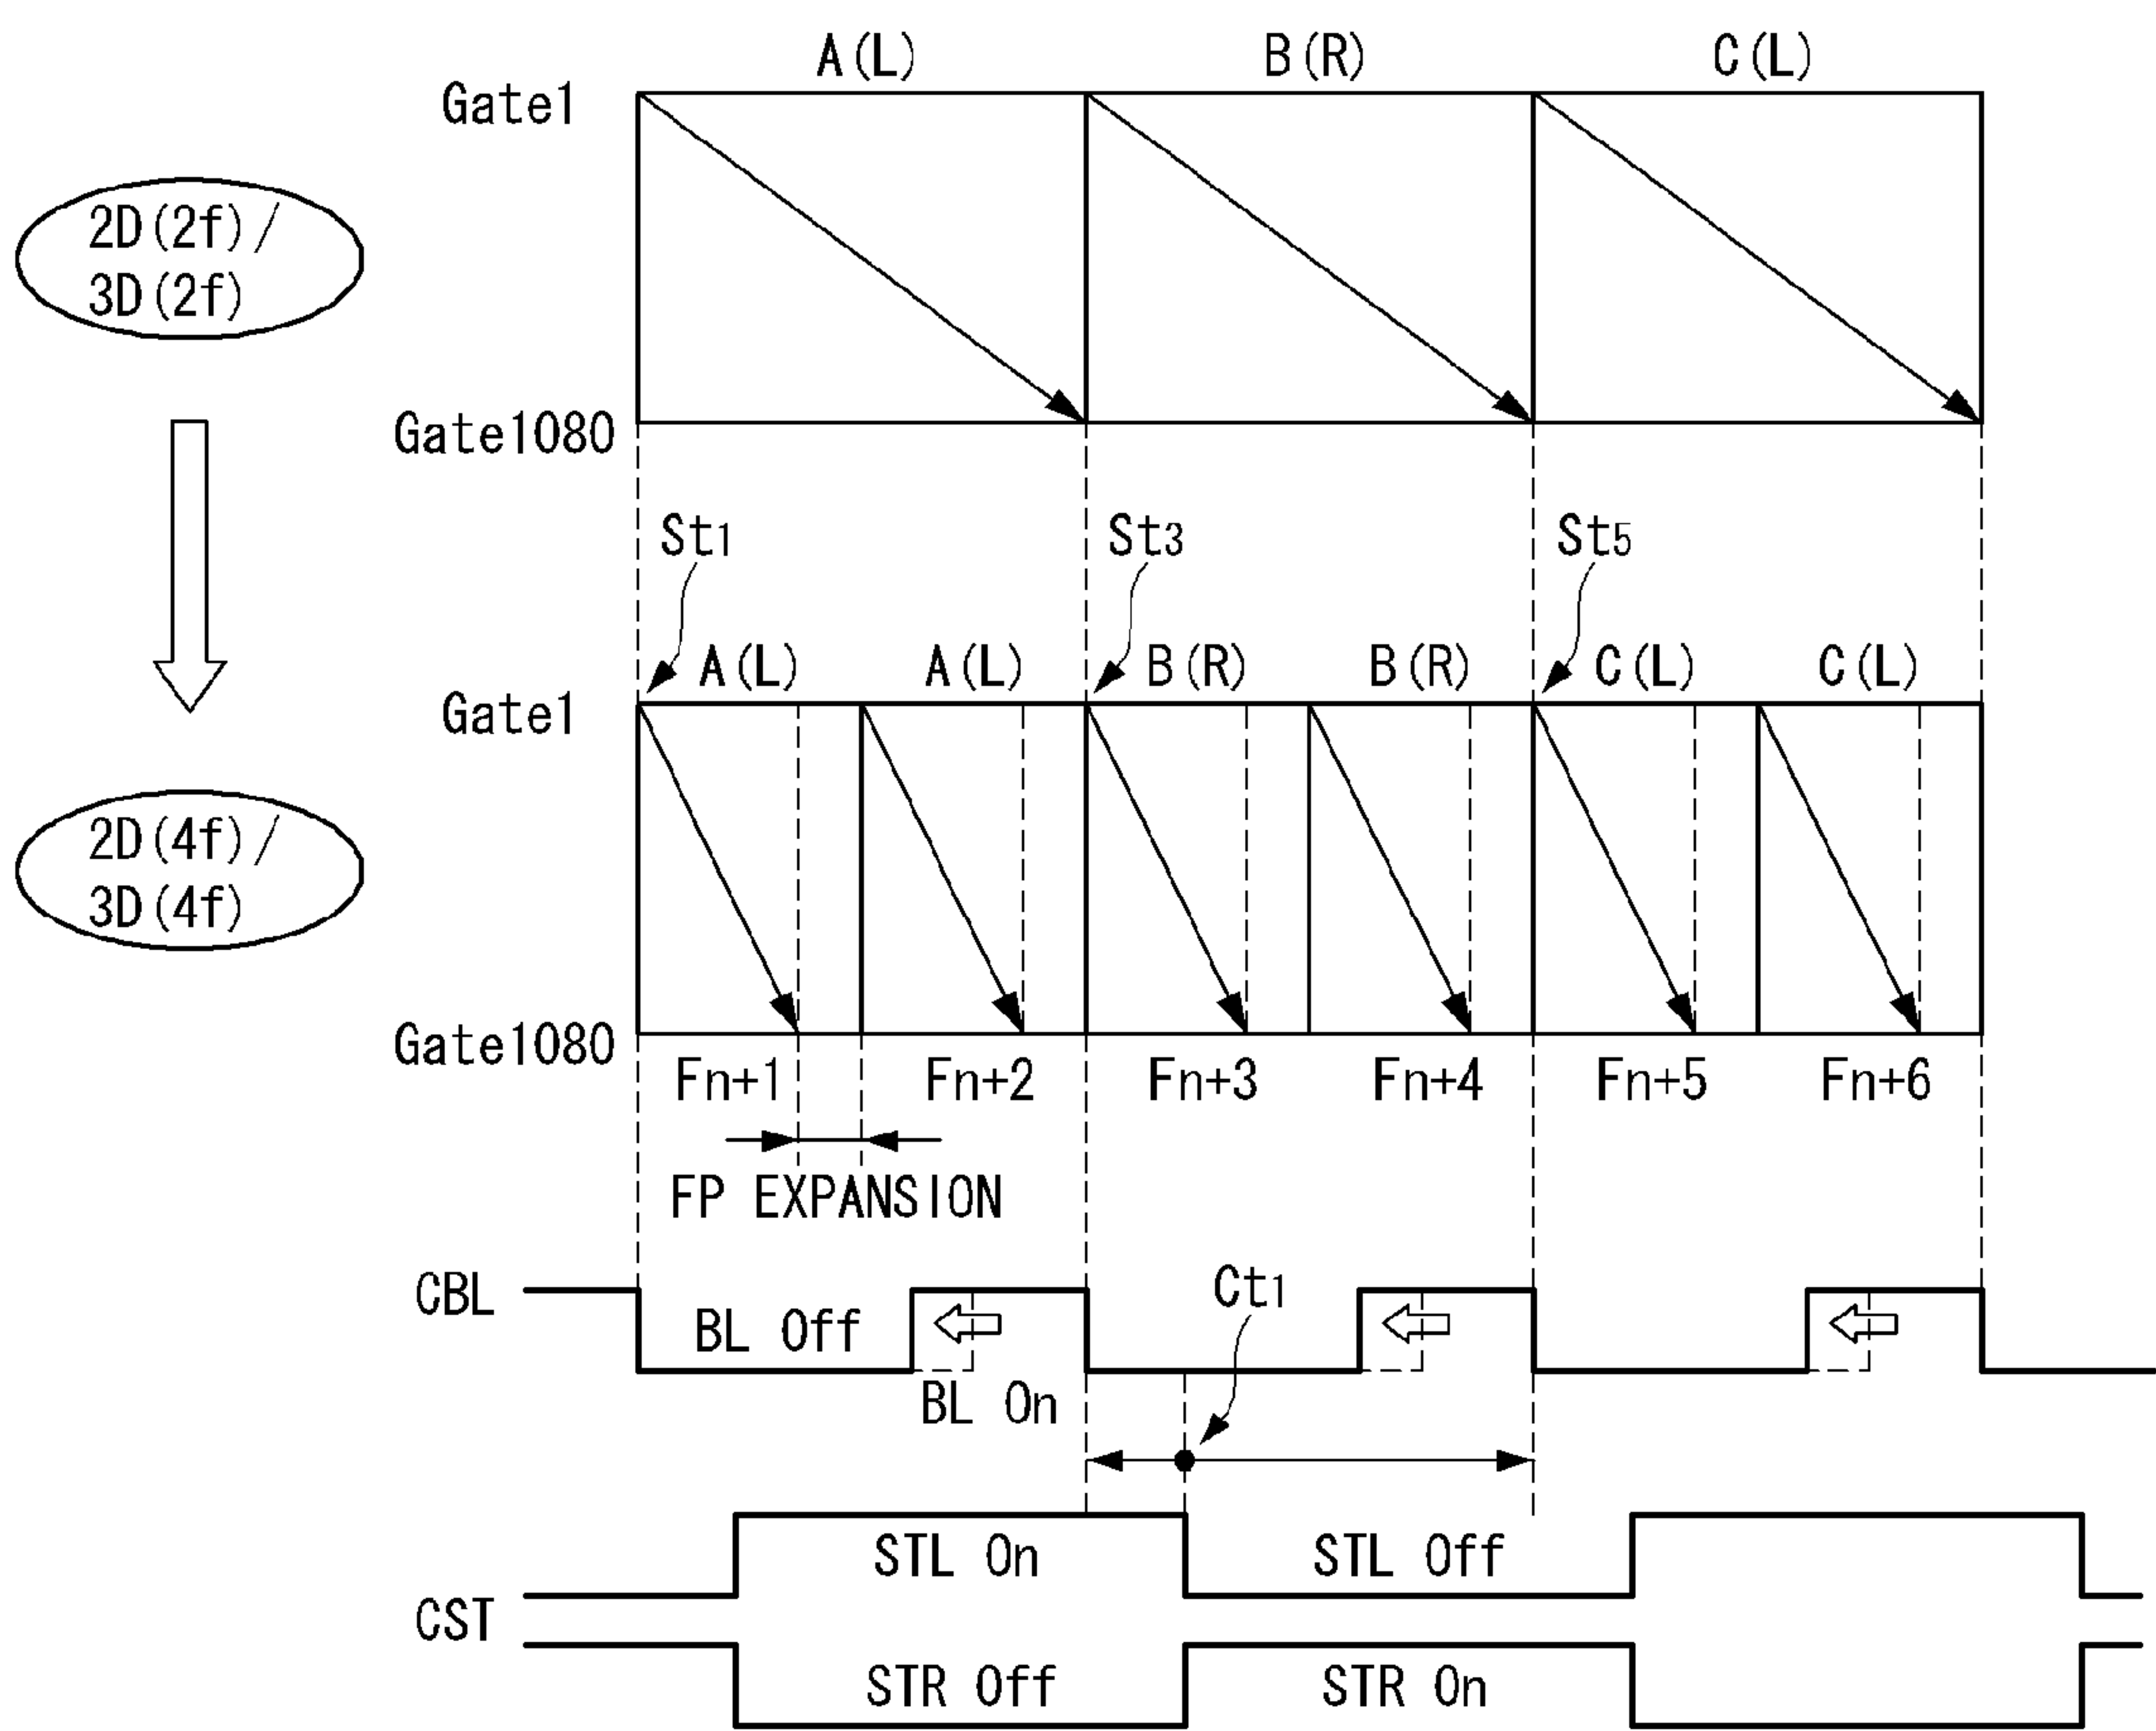 A(L) B(R) C(L)
Gate1
2D(2f)/
3D(2f)
Gate1080
St1 St3 St5
A(L) A(L) B(R) B(R) C(L) C(L)
Gate1
2D(4f)/
3D(4f)
Gate1080
Fn+1 Fn+2 Fn+3 Fn+4 Fn+5 Fn+6
FP EXPANSION
CBL
BL Off
Ct1
BL On
STL On STL Off
CST
STR Off STR On